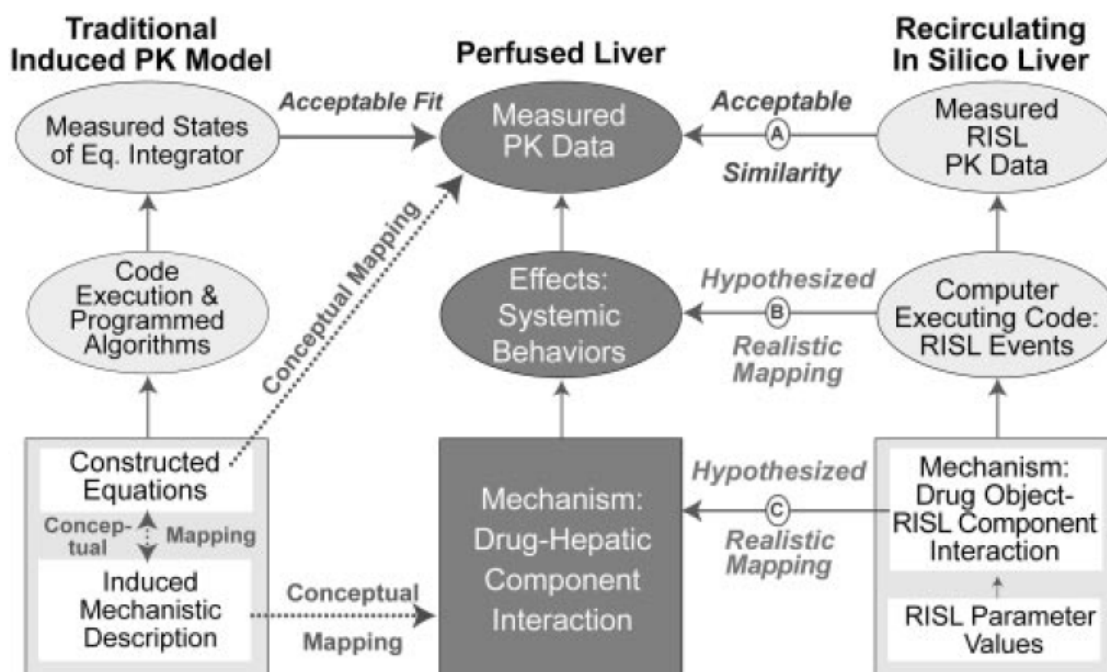 Traditional
Induced PK Model
Measured States
of Eq. Integrator
Code
Execution &
Programmed
Algorithms
Constructed
Equations
Concep-
tual
Mapping
Induced
Mechanistic
Description
Acceptable Fit
Conceptual Mapping
Conceptual
Mapping
Perfused Liver
Measured
PK Data
Effects:
Systemic
Behaviors
Mechanism:
Drug-Hepatic
Component
Interaction
Acceptable
A
Similarity
Hypothesized
B
Realistic
Mapping
Hypothesized
C
Realistic
Mapping
Recirculating
In Silico Liver
Measured
RISL
PK Data
Computer
Executing Code:
RISL Events
Mechanism:
Drug Object-
RISL Component
Interaction
RISL Parameter
Values